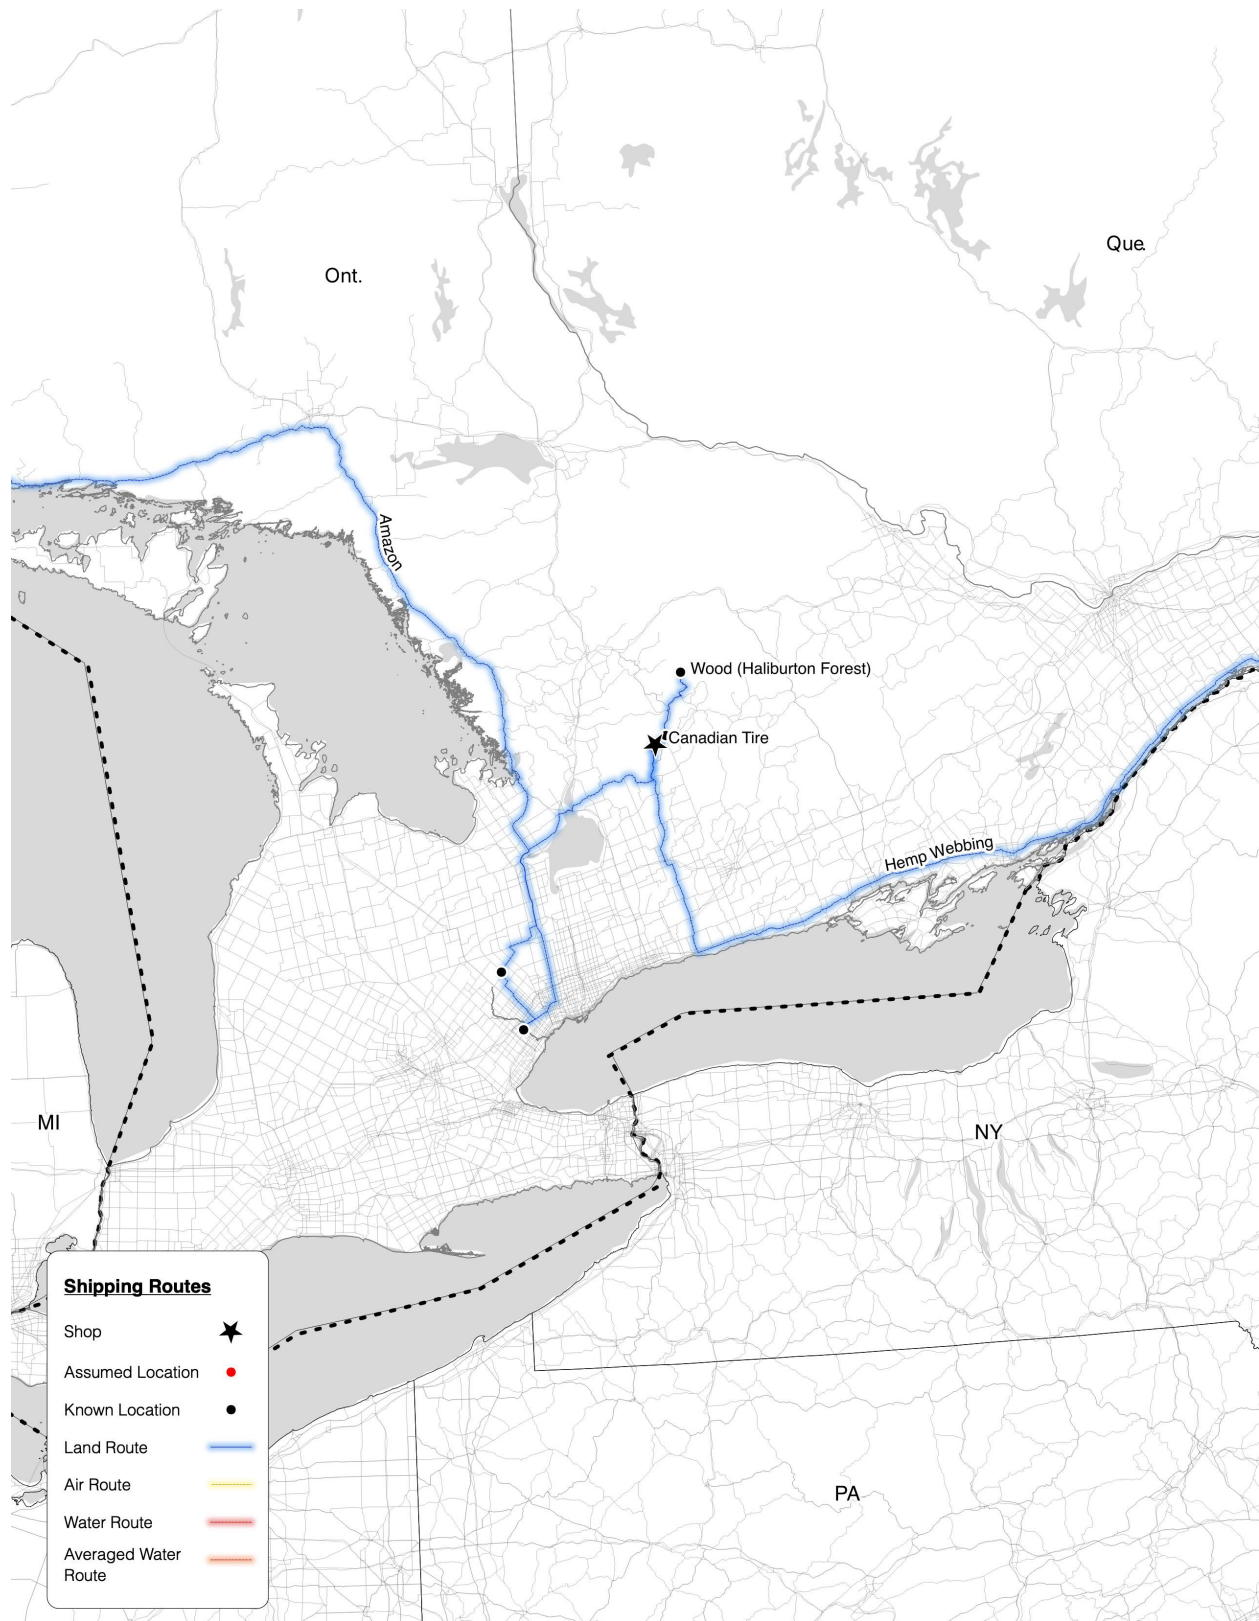 Que.
Ont.
Amazon
Wood (Haliburton Forest)
Canadian Tire
Hemp Webbing
MI
NY
Shipping Routes
Shop
Assumed Location
Known Location
Land Route
Air Route
Water Route
Averaged Water
Route
PA